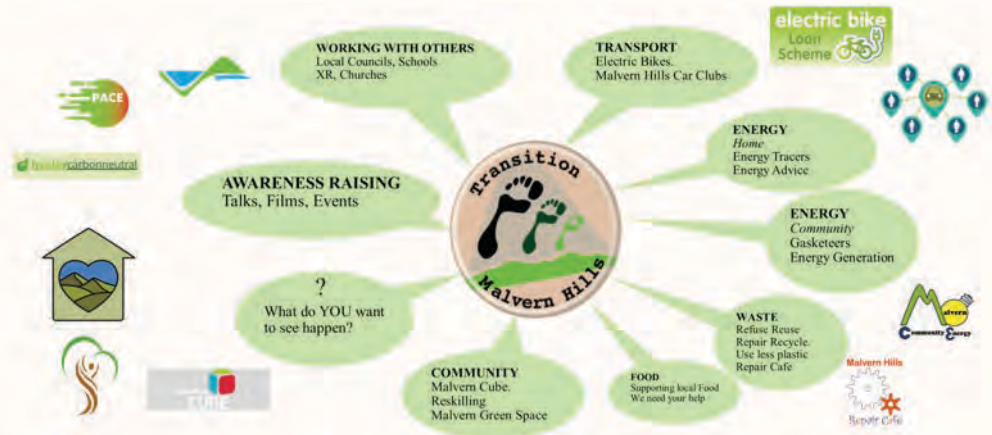 WORKING WITH OTHERS
Local Councils, Schools
XR, Churches
TRANSPORT
Electric Bikes.
Malvern Hills Car Clubs
electric bike
Loan
Scheme
PACE
carbonneutral
AWARENESS RAISING
Talks, Films, Events
Transition
Malvern Hills
ENERGY
Home
Energy Tracers
Energy Advice
ENERGY
Community
Gasketeers
Energy Generation
?
What do YOU want
to see happen?
COMMUNITY
Malvern Cube.
Reskilling
Malvern Green Space
FOOD
Supporting local Food
We need your help
WASTE
Refuse Reuse
Repair Recycle.
Use less plastic
Repair Cafe
Malvern
Community Energy
Malvern Hills
Repair Café
CUBE